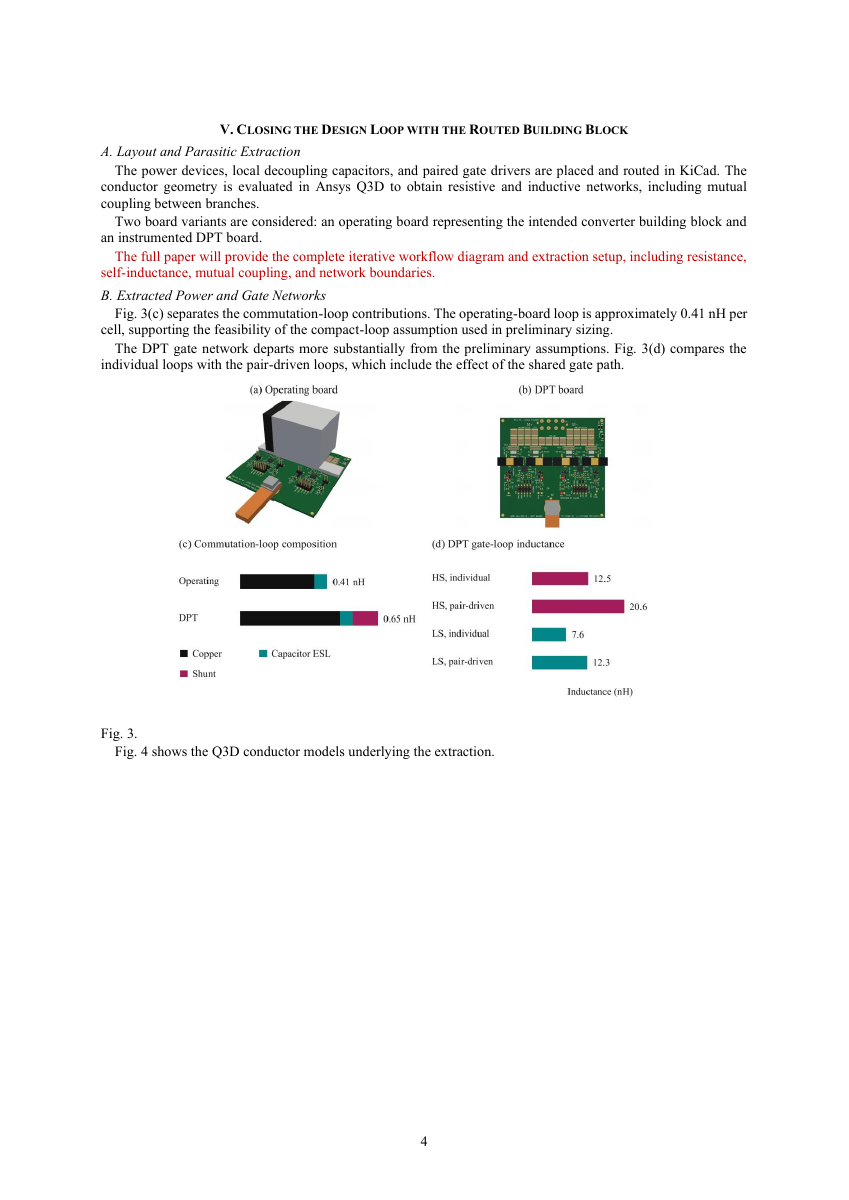 V. CLOSING THE DESIGN LOOP WITH THE ROUTED BUILDING BLOCK
A. Layout and Parasitic Extraction
The power devices, local decoupling capacitors, and paired gate drivers are placed and routed in KiCad. The
conductor geometry is evaluated in Ansys Q3D to obtain resistive and inductive networks, including mutual
coupling between branches.
Two board variants are considered: an operating board representing the intended converter building block and
an instrumented DPT board.
The full paper will provide the complete iterative workflow diagram and extraction setup, including resistance,
self-inductance, mutual coupling, and network boundaries.
B. Extracted Power and Gate Networks
Fig. 3(c) separates the commutation-loop contributions. The operating-board loop is approximately 0.41 nH per
cell, supporting the feasibility of the compact-loop assumption used in preliminary sizing.
The DPT gate network departs more substantially from the preliminary assumptions. Fig. 3(d) compares the
individual loops with the pair-driven loops, which include the effect of the shared gate path.
(a) Operating board
(b) DPT board
(c) Commutation-loop composition
Operating
0.41 nH
DPT
0.65 nH
Copper
Capacitor ESL
Shunt
(d) DPT gate-loop inductance
HS, individual
12.5
HS, pair-driven
20.6
LS, individual
7.6
LS, pair-driven
12.3
Inductance (nH)
Fig. 3.
Fig. 4 shows the Q3D conductor models underlying the extraction.
4